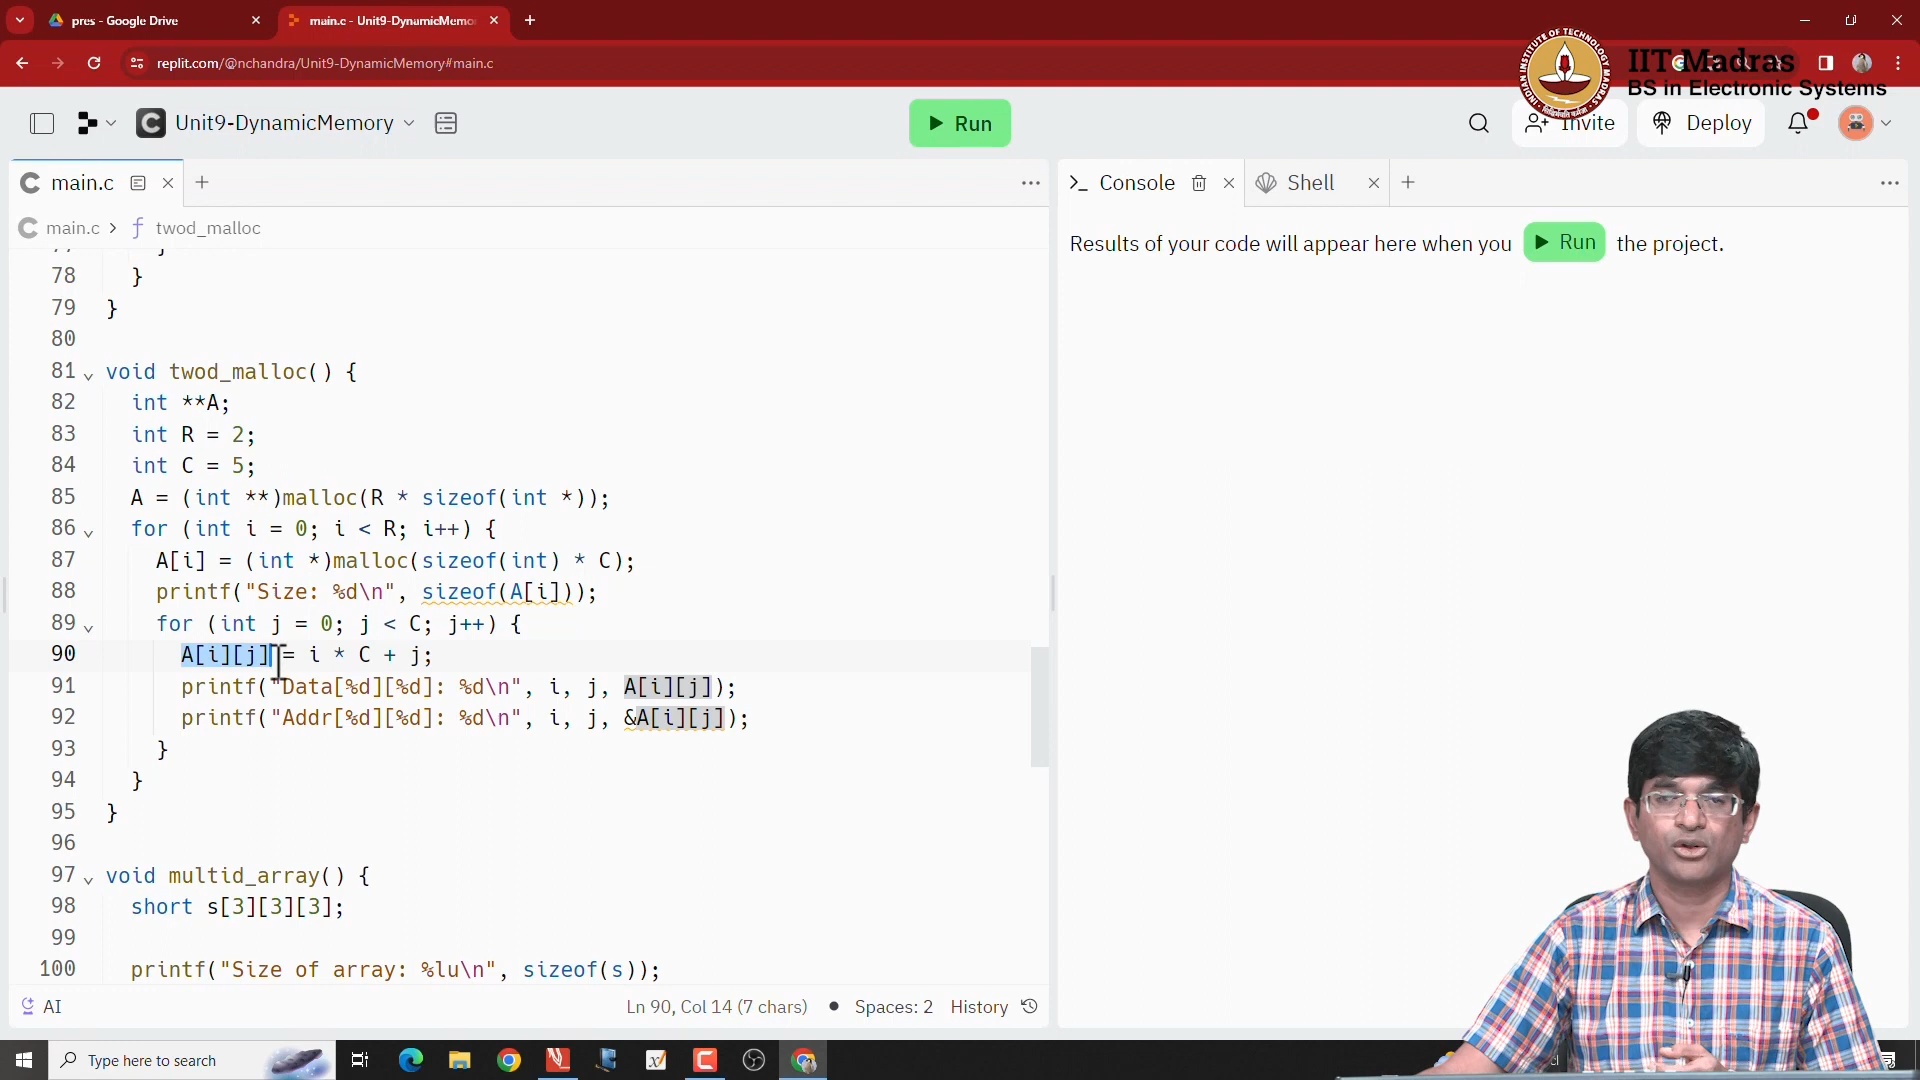 pres - Google Drive
main.c - Unit9-DynamicMemo
replit.com/@nchandra/Unit9-DynamicMemory#main.c
IIT Madras
BS in Electronic Systems
Unit9-DynamicMemory
Run
Invite
Deploy
main.c
Console
Shell
main.c > twod_malloc
Results of your code will appear here when you Run the project.
78 }
79 }
80
81 void twod_malloc() {
82 int **A;
83 int R = 2;
84 int C = 5;
85 A = (int **)malloc(R * sizeof(int *));
86 for (int i = 0; i < R; i++) {
87 A[i] = (int *)malloc(sizeof(int) * C);
88 printf("Size: %d\n", sizeof(A[i]));
89 for (int j = 0; j < C; j++) {
90 A[i][j] = i * C + j;
91 printf("Data[%d][%d]: %d\n", i, j, A[i][j]);
92 printf("Addr[%d][%d]: %d\n", i, j, &A[i][j]);
93 }
94 }
95 }
96
97 void multid_array() {
98 short s[3][3][3];
99
100 printf("Size of array: %lu\n", sizeof(s));
AI
Ln 90, Col 14 (7 chars)
Spaces: 2
History
Type here to search